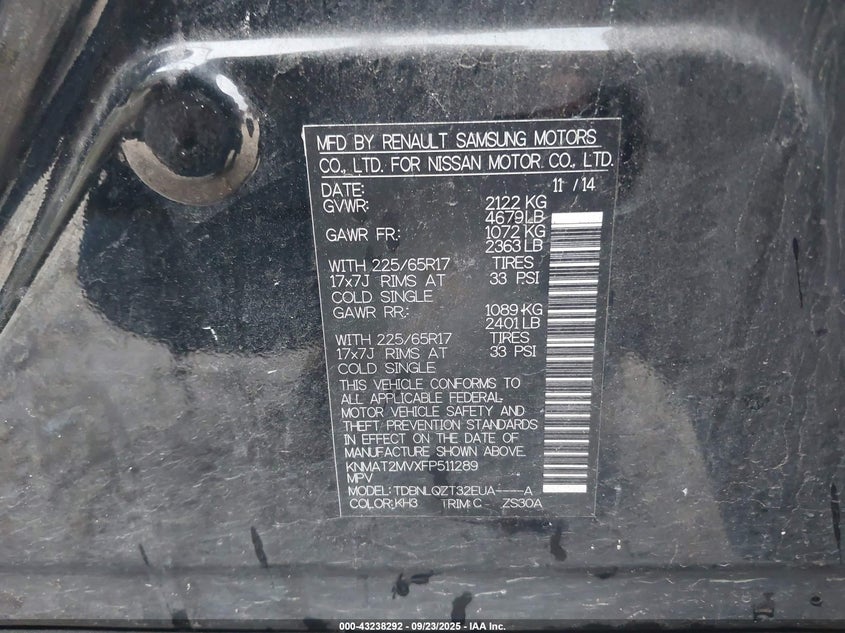 MFD BY RENAULT SAMSUNG MOTORS
CO., LTD. FOR NISSAN MOTOR CO., LTD.
DATE: 11 / 14
GVWR: 2122 KG
4679 LB
GAWR FR.: 1072 KG
2363 LB
WITH 225/65R17 TIRES
17x7J RIMS AT 33 PSI
COLD SINGLE
GAWR RR.: 1089 KG
2401 LB
WITH 225/65R17 TIRES
17x7J RIMS AT 33 PSI
COLD SINGLE
THIS VEHICLE CONFORMS TO
ALL APPLICABLE FEDERAL
MOTOR VEHICLE SAFETY AND
THEFT PREVENTION STANDARDS
IN EFFECT ON THE DATE OF
MANUFACTURE SHOWN ABOVE.
KNMAT2MVXFP511289
MPV
MODEL: TDBNLQZT32EUA----A
COLOR: KH3 TRIM: C ZS30A
000-43238292 - 09/23/2025 - IAA Inc.